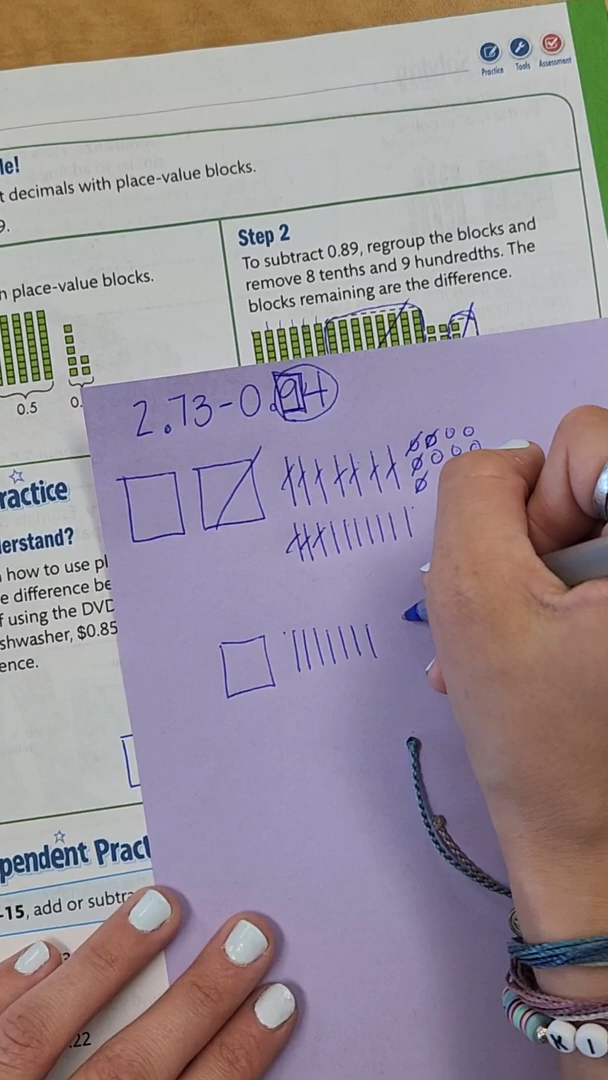 Practice Tools Assessment
le!
t decimals with place-value blocks.
9.
Step 2
To subtract 0.89, regroup the blocks and
remove 8 tenths and 9 hundredths. The
blocks remaining are the difference.
h place-value blocks.
0.5
0.
2.73-0.94
ractice
erstand?
how to use pl
e difference be
f using the DVD
shwasher, $0.85
ence.
pendent Pract
-15, add or subtra
.22
K I